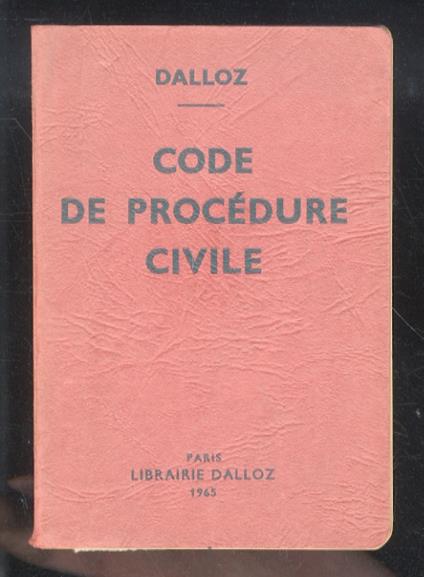 DALLOZ
CODE
DE PROCÉDURE
CIVILE
PARIS
LIBRAIRIE DALLOZ
1965